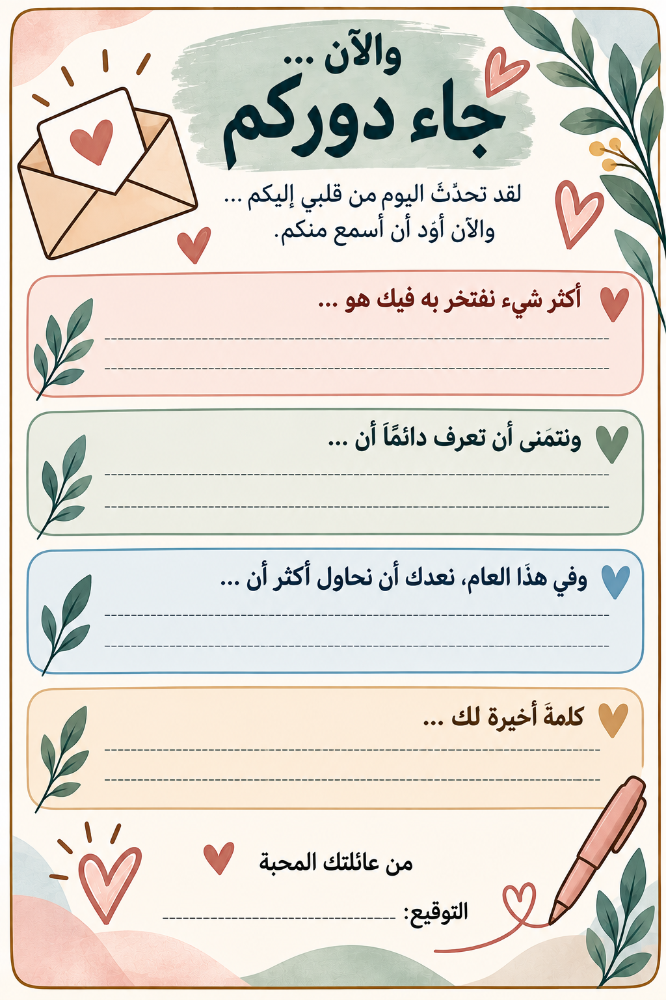 والآن ...
جاء دوركم
لقد تحدَّثَ اليوم من قلبي إليكم ...
والآن أوَد أن أسمع منكم.
أكثر شيء نفتخر به فيك هو ...
ونتمَنى أن تعرف دائمًاَ أن ...
وفي هذَا العام، نعدك أن نحاول أكثر أن ...
كلمةَ أخيرة لك ...
من عائلتك المحبة
التوقيع: